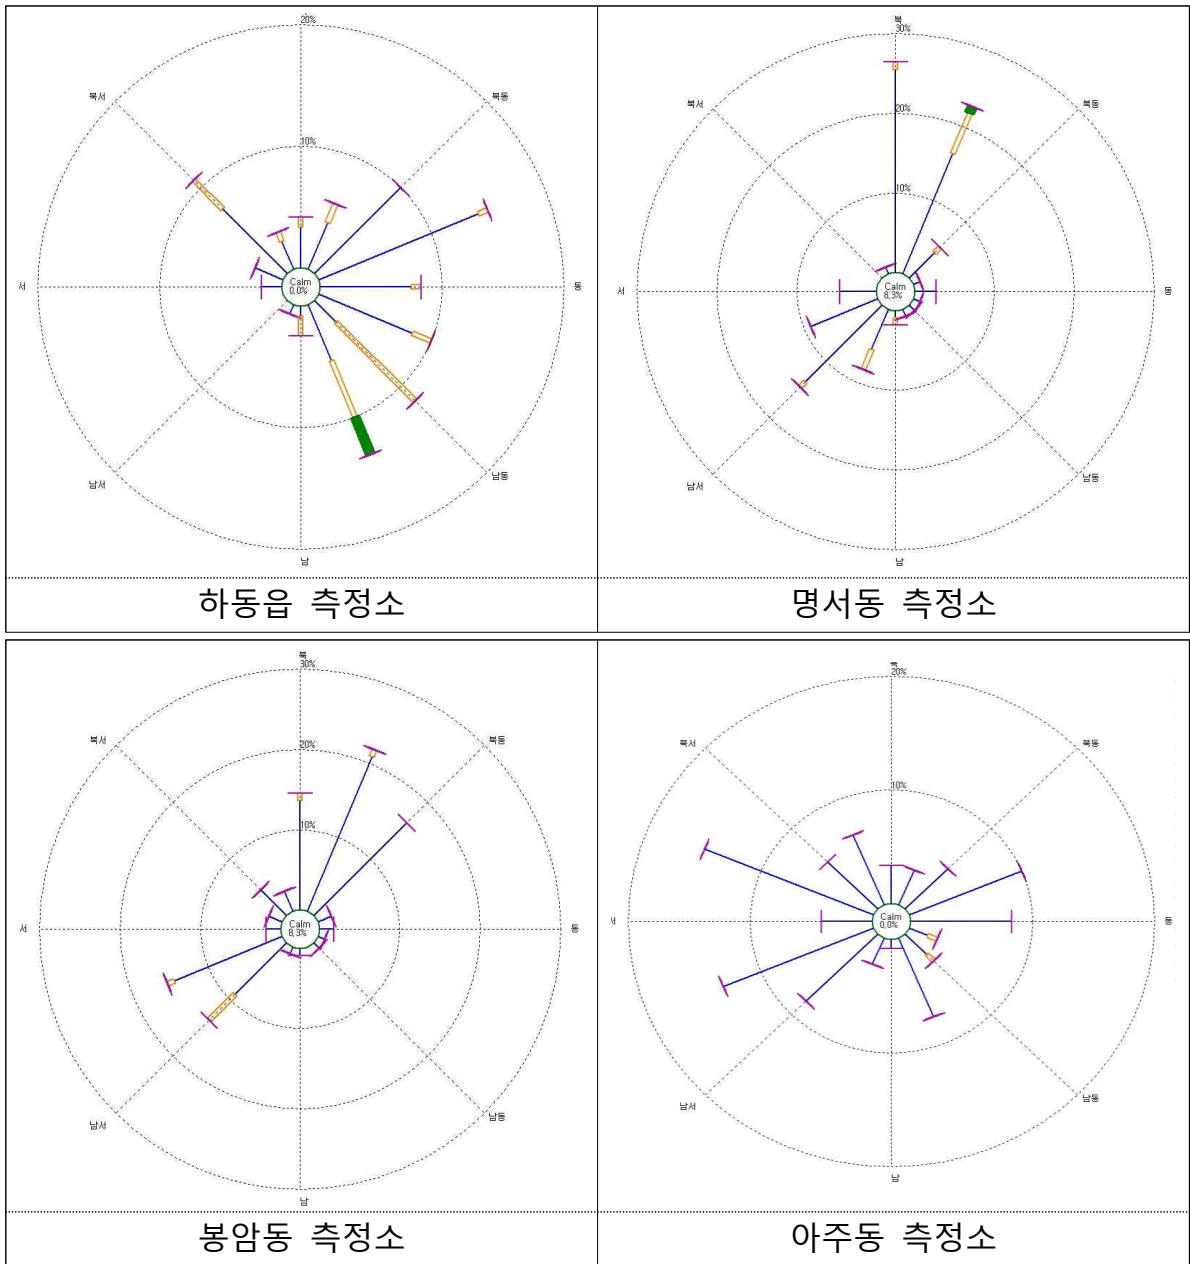 20%
북서
북동
10%
서
Calm
0,0%
동
남서
남동
남
하동읍 측정소
북
30%
북서
북동
20%
10%
서
Calm
8,3%
동
남서
남동
남
명서동 측정소
북
30%
북서
북동
20%
10%
서
Calm
8,3%
동
남서
남동
남
봉암동 측정소
20%
북서
북동
10%
Calm
0,0%
동
남서
남동
남
아주동 측정소